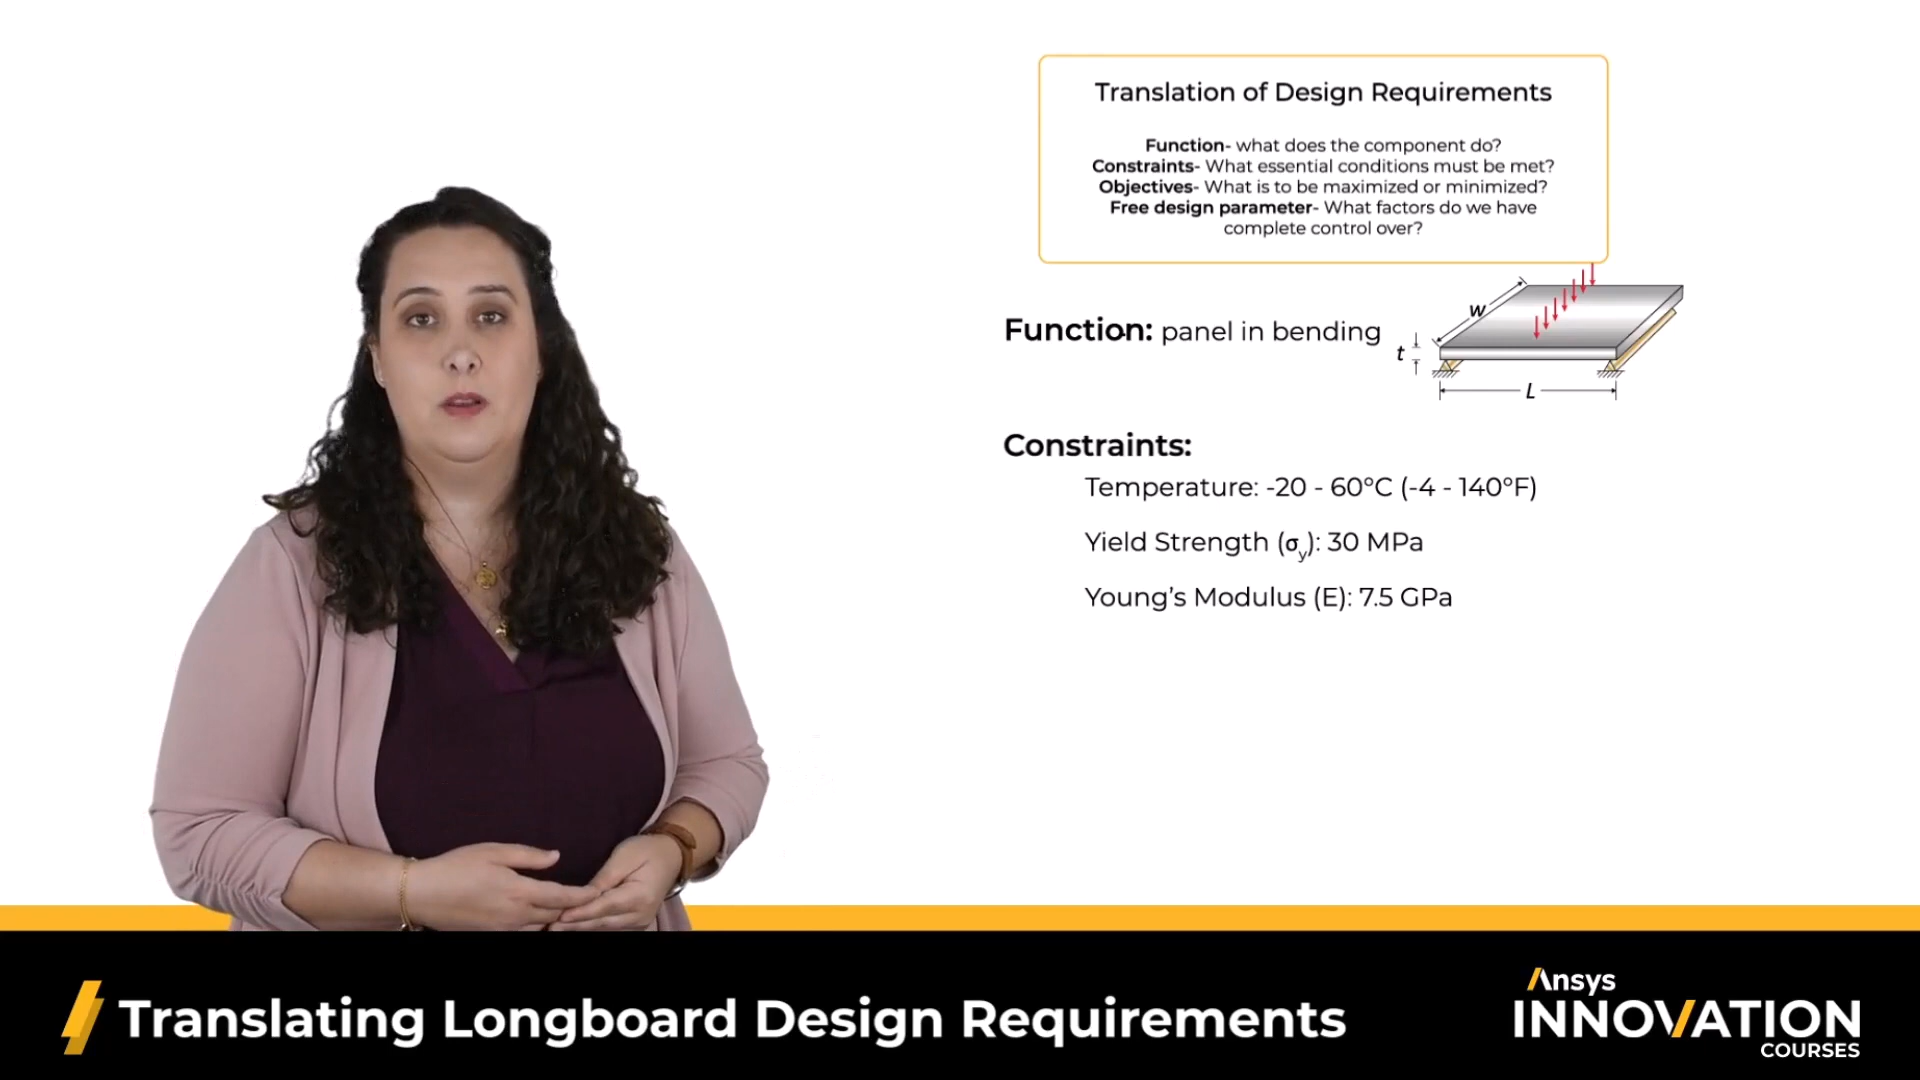 Translation of Design Requirements
Function- what does the component do?
Constraints- What essential conditions must be met?
Objectives- What is to be maximized or minimized?
Free design parameter- What factors do we have
complete control over?
Function: panel in bending
w
t
L
Constraints:
Temperature: -20 - 60°C (-4 - 140°F)
Yield Strength (σy): 30 MPa
Young's Modulus (E): 7.5 GPa
Translating Longboard Design Requirements
Ansys
INNOVATION
COURSES